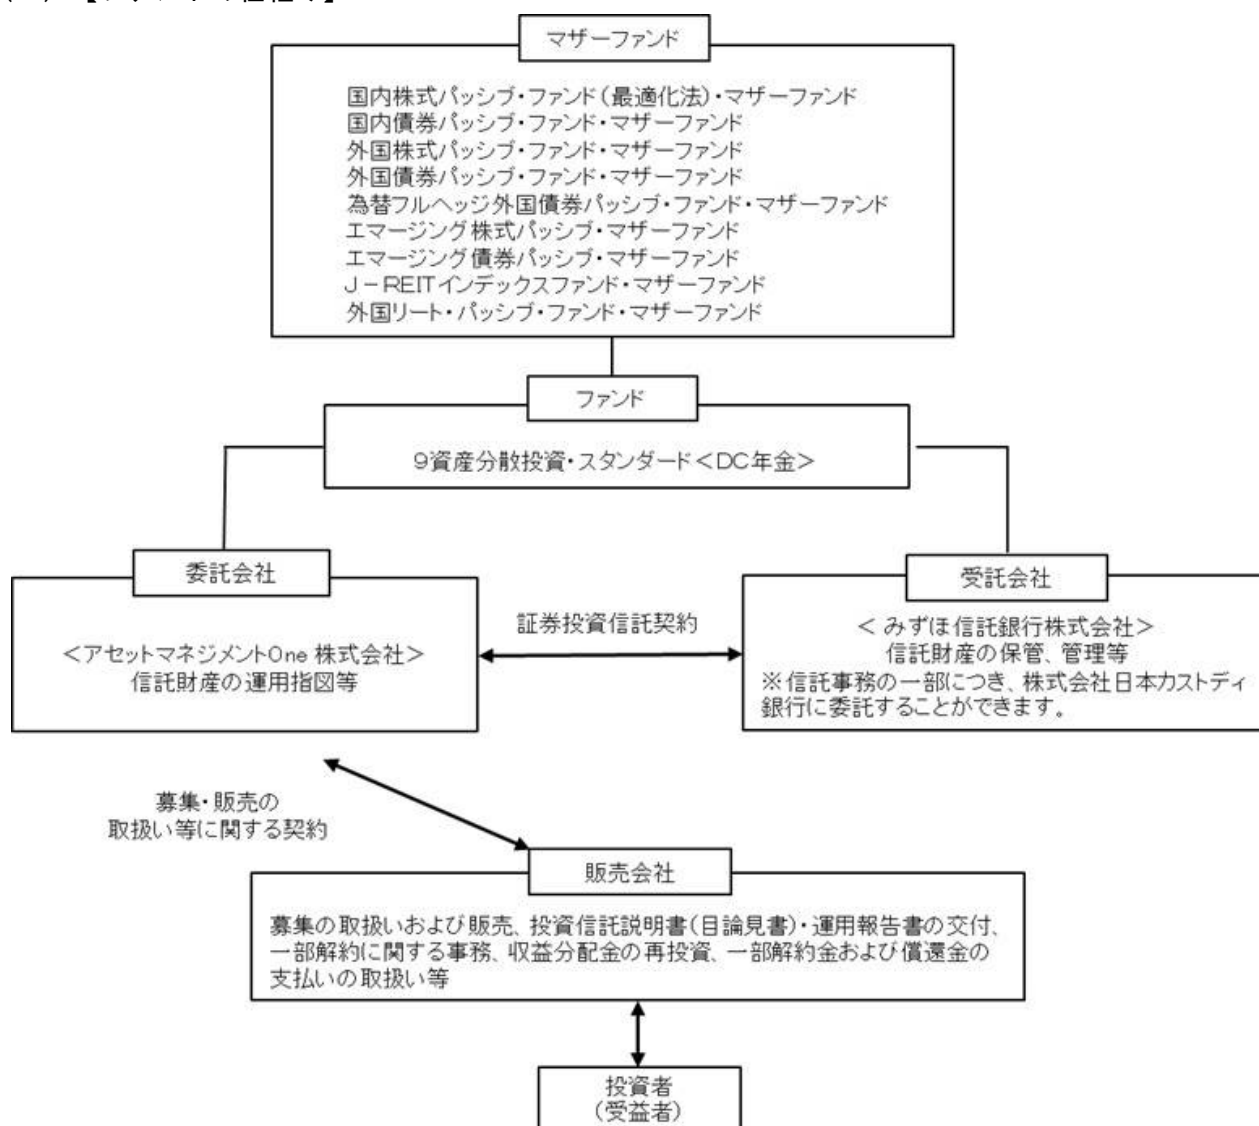 マザーファンド
国内株式パッシブ・ファンド(最適化法)・マザーファンド
国内債券パッシブ・ファンド・マザーファンド
外国株式パッシブ・ファンド・マザーファンド
外国債券パッシブ・ファンド・マザーファンド
為替フルヘッジ外国債券パッシブ・ファンド・マザーファンド
エマージング株式パッシブ・マザーファンド
エマージング債券パッシブ・マザーファンド
J－REITインデックスファンド・マザーファンド
外国リート・パッシブ・ファンド・マザーファンド
ファンド
9資産分散投資・スタンダード＜DC年金＞
委託会社
＜アセットマネジメントOne 株式会社＞
信託財産の運用指図等
証券投資信託契約
受託会社
＜ みずほ信託銀行株式会社＞
信託財産の保管、管理等
※信託事務の一部につき、株式会社日本カストディ
銀行に委託することができます。
募集・販売の
取扱い等に関する契約
販売会社
募集の取扱いおよび販売、投資信託説明書(目論見書)・運用報告書の交付、
一部解約に関する事務、収益分配金の再投資、一部解約金および償還金の
支払いの取扱い等
投資者
(受益者)